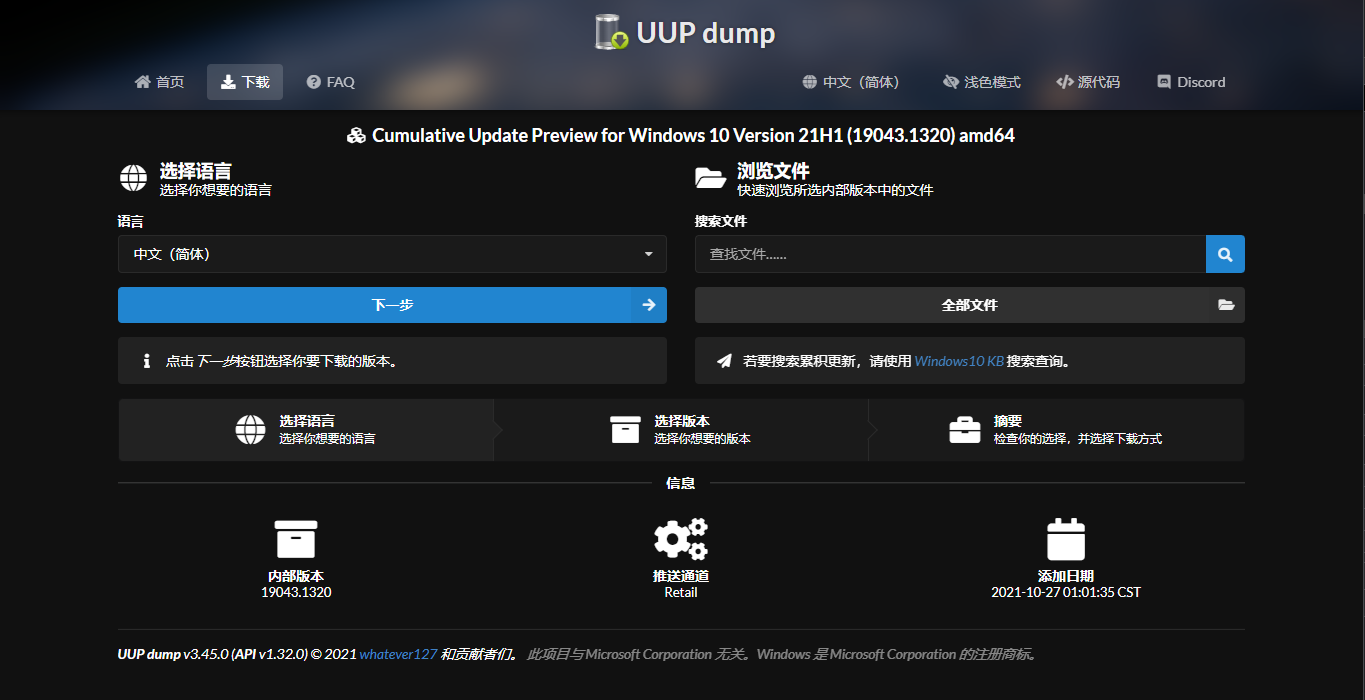 UUP dump
首页 下载 FAQ 中文（简体） 浅色模式 源代码 Discord
Cumulative Update Preview for Windows 10 Version 21H1 (19043.1320) amd64
选择语言
选择你想要的语言
语言
中文（简体）
下一步
点击 下一步按钮选择你要下载的版本。
浏览文件
快速浏览所选内部版本中的文件
搜索文件
查找文件......
全部文件
若要搜索累积更新，请使用 Windows10 KB 搜索查询。
选择语言
选择你想要的语言
选择版本
选择你想要的版本
摘要
检查你的选择，并选择下载方式
信息
内部版本
19043.1320
推送通道
Retail
添加日期
2021-10-27 01:01:35 CST
UUP dump v3.45.0 (API v1.32.0) © 2021 whatever127 和贡献者们。 此项目与 Microsoft Corporation 无关。Windows 是 Microsoft Corporation 的注册商标。